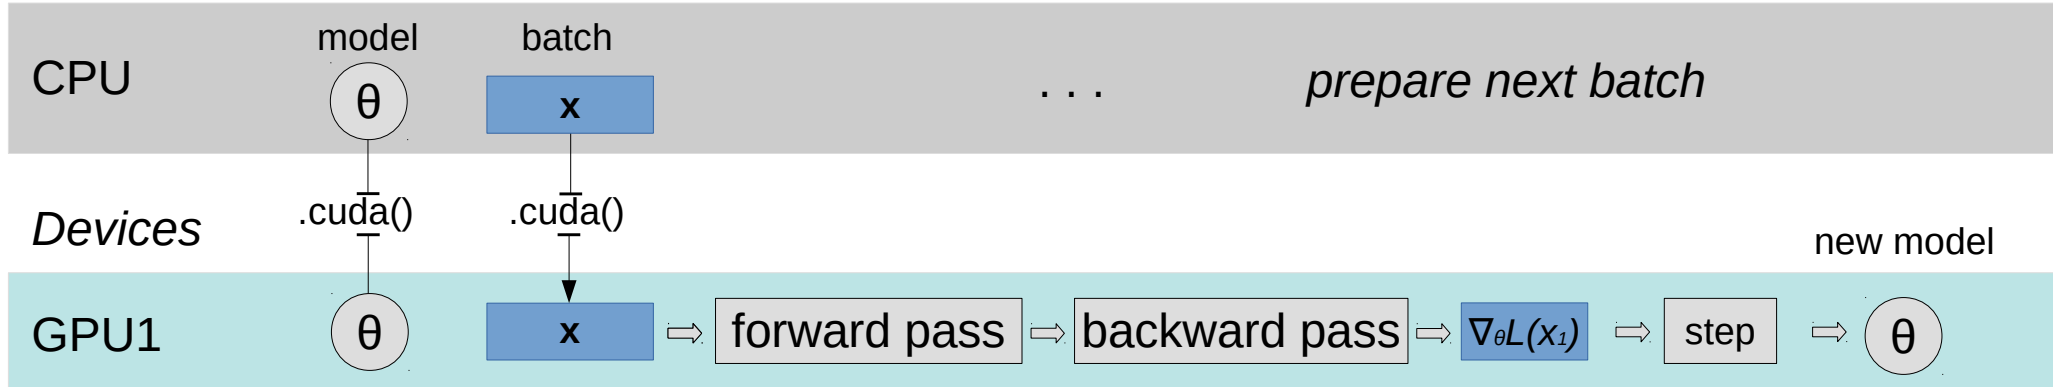 model
batch
CPU
θ
x
. . .
prepare next batch
.cuda()
.cuda()
Devices
new model
GPU1
θ
x
forward pass
backward pass
∇θL(x₁)
step
θ